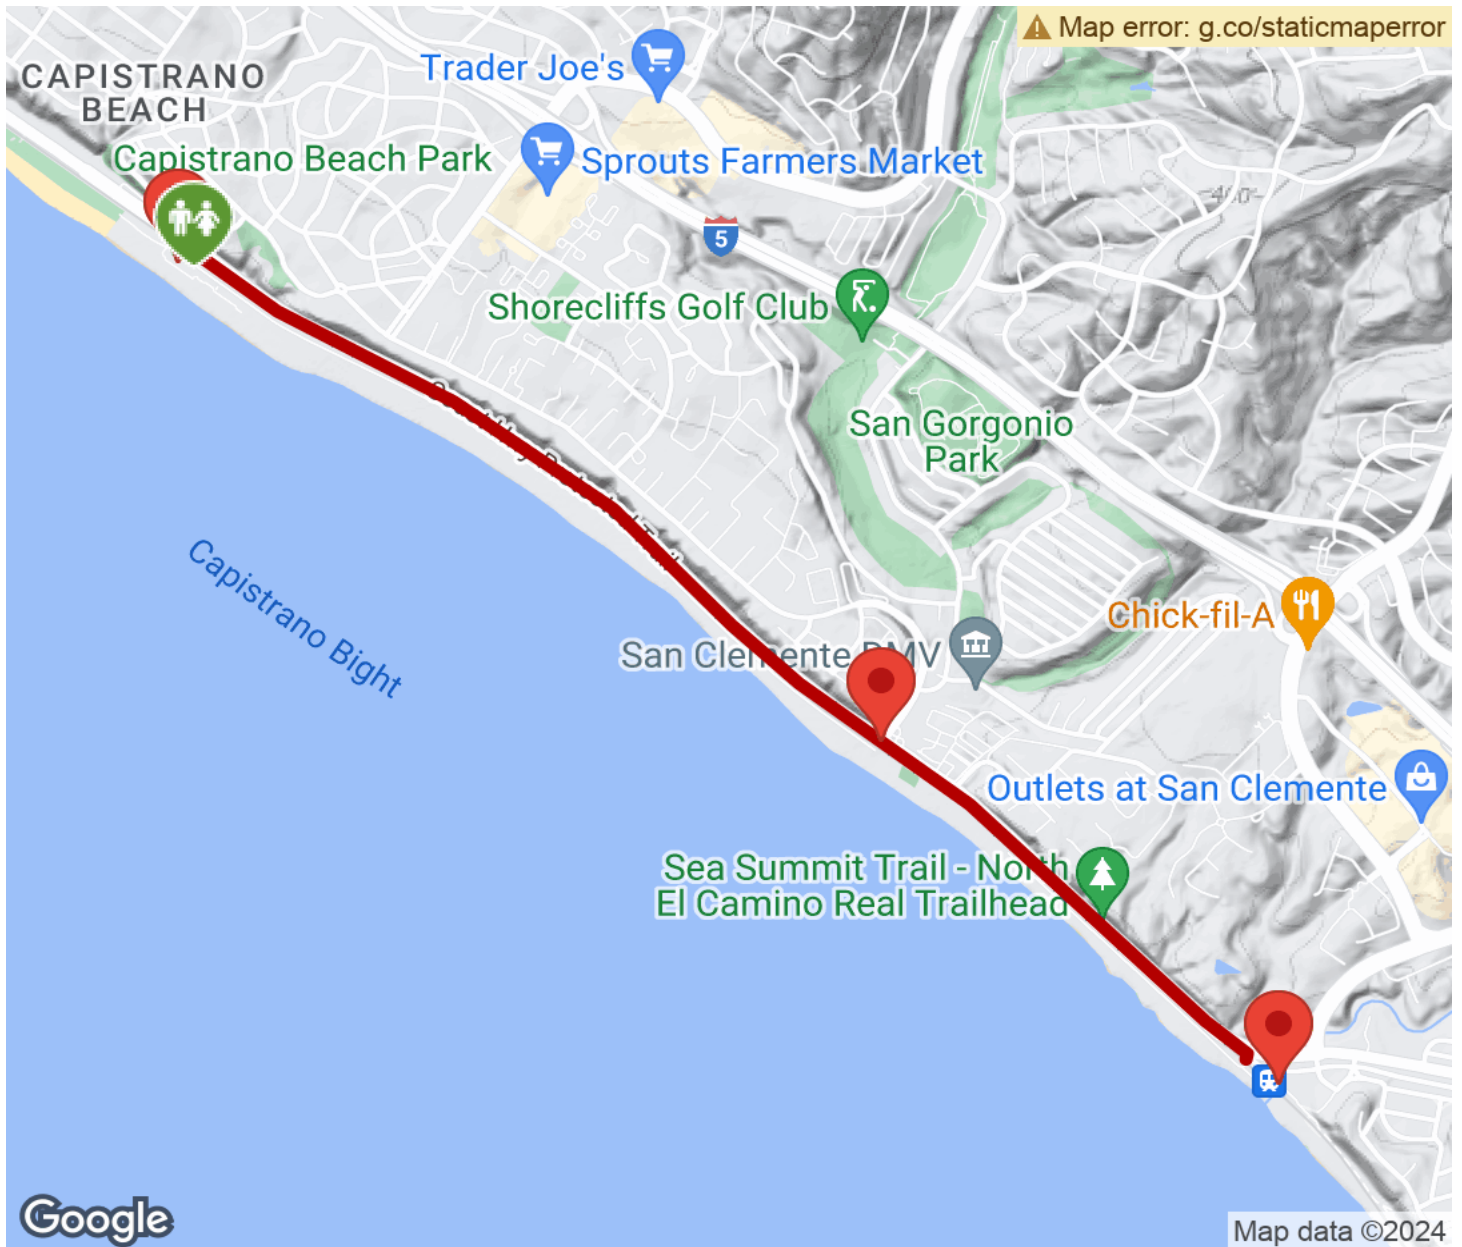 Map error: g.co/staticmaperror
CAPISTRANO
BEACH
Trader Joe's
Capistrano Beach Park
Sprouts Farmers Market
5
400
Shorecliffs Golf Club
San Gorgonio
Park
Capistrano Bight
Chick-fil-A
San Clemente DMV
Outlets at San Clemente
Sea Summit Trail - North
El Camino Real Trailhead
Google
Map data ©2024